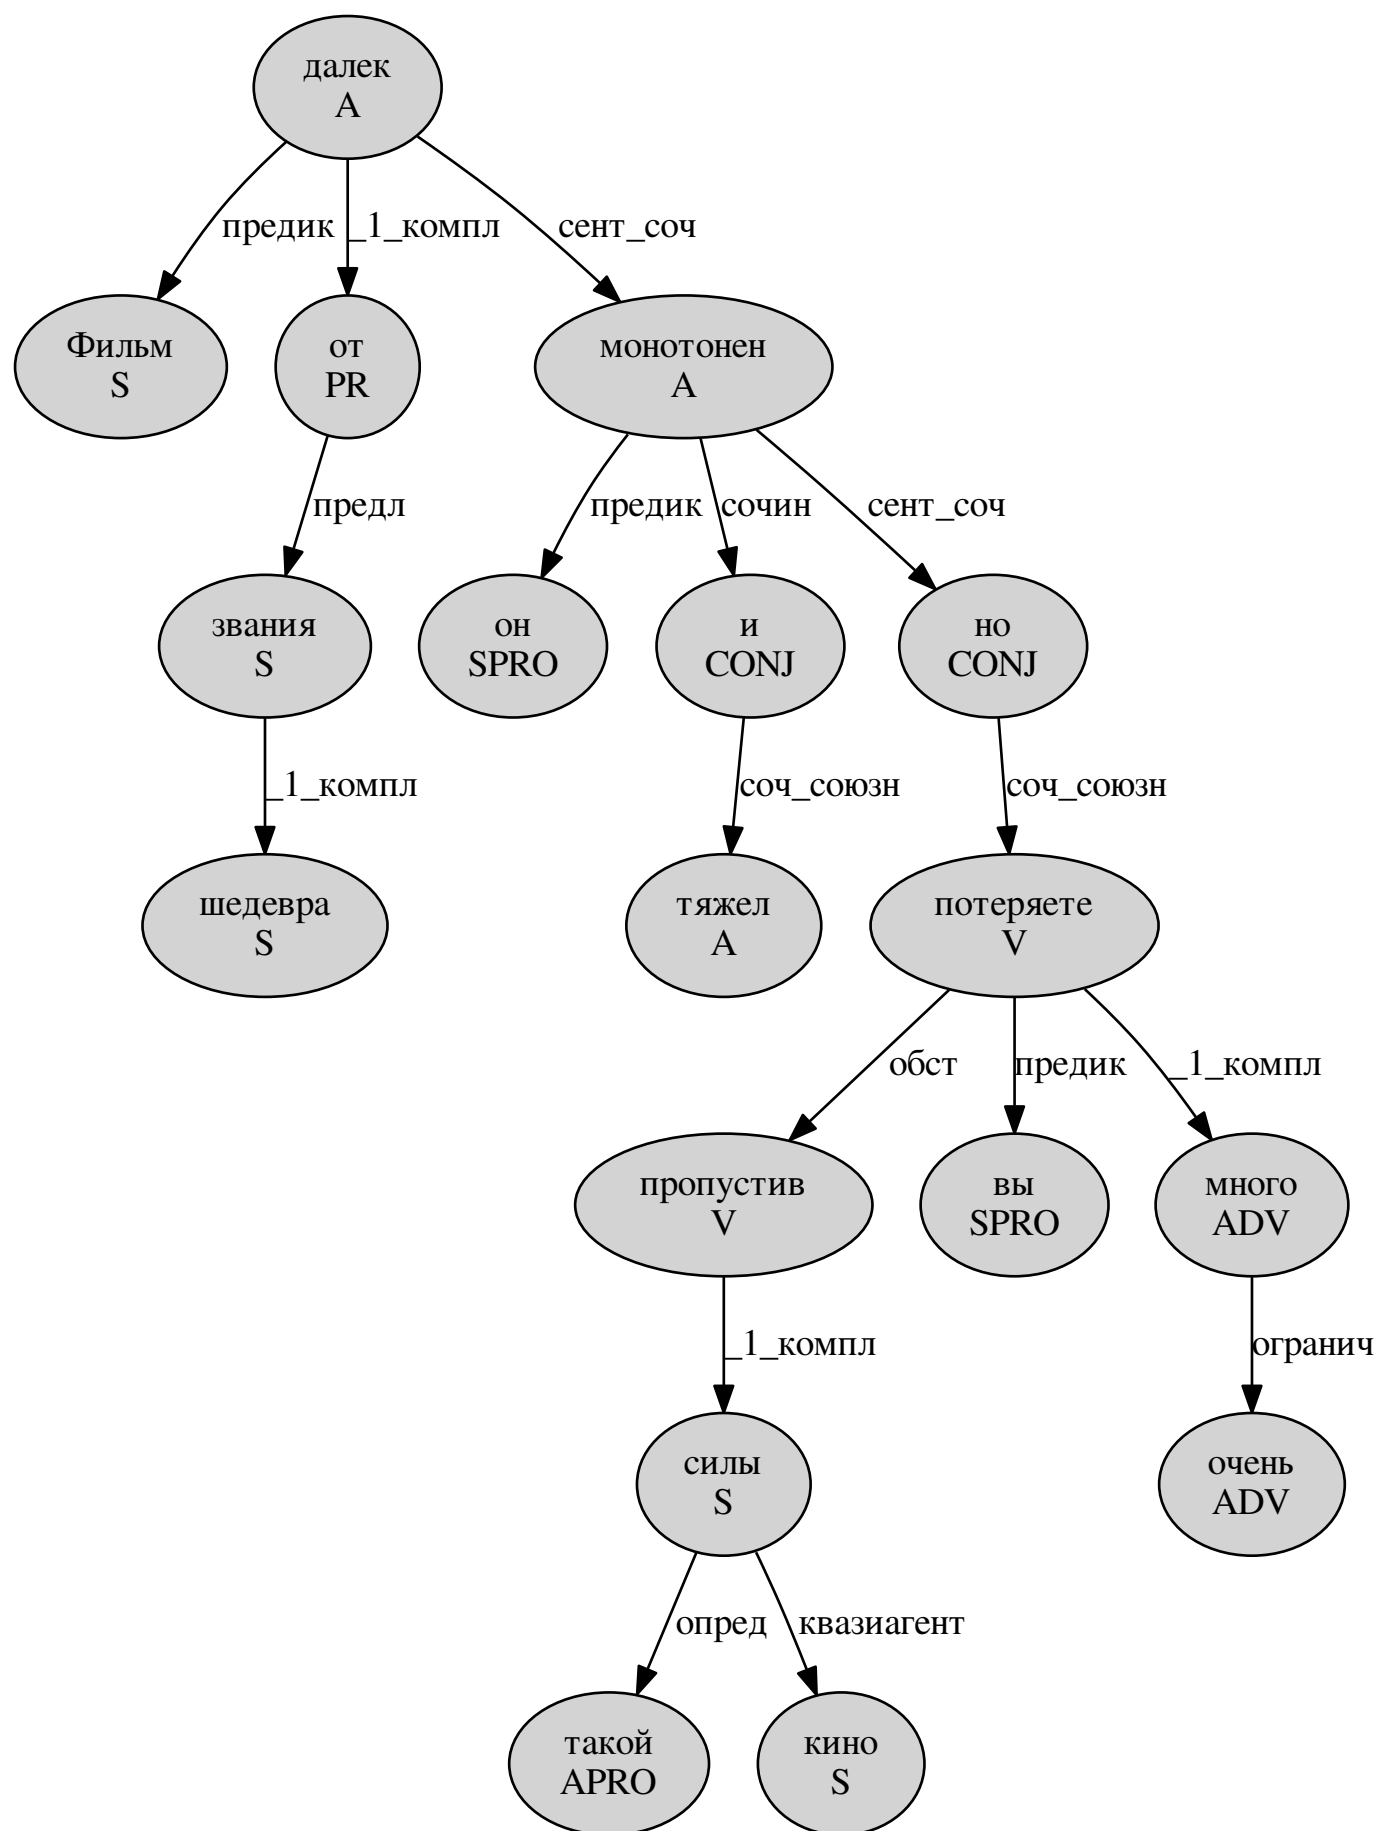 далек
A
предик
_1_компл
сент_соч
Фильм
S
от
PR
монотонен
A
предл
предик
сочин
сент_соч
звания
S
он
SPRO
и
CONJ
но
CONJ
_1_компл
соч_союзн
соч_союзн
шедевра
S
тяжел
A
потеряете
V
обст
предик
_1_компл
пропустив
V
вы
SPRO
много
ADV
_1_компл
огранич
силы
S
очень
ADV
опред
квазиагент
такой
APRO
кино
S